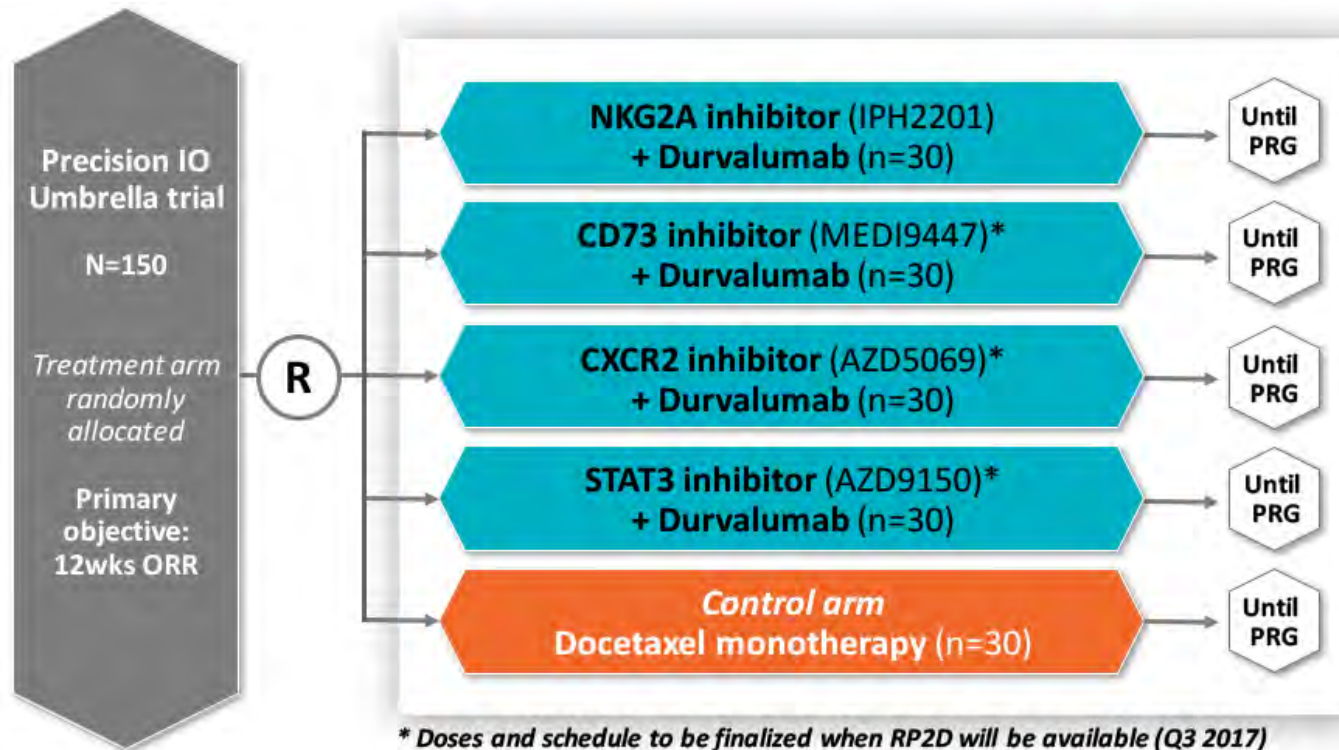 Precision IO
Umbrella trial
N=150
Treatment arm
randomly
allocated
Primary
objective:
12wks ORR
R
NKG2A inhibitor (IPH2201)
+ Durvalumab (n=30)
Until
PRG
CD73 inhibitor (MEDI9447)*
+ Durvalumab (n=30)
Until
PRG
CXCR2 inhibitor (AZD5069)*
+ Durvalumab (n=30)
Until
PRG
STAT3 inhibitor (AZD9150)*
+ Durvalumab (n=30)
Until
PRG
Control arm
Docetaxel monotherapy (n=30)
Until
PRG
* Doses and schedule to be finalized when RP2D will be available (Q3 2017)